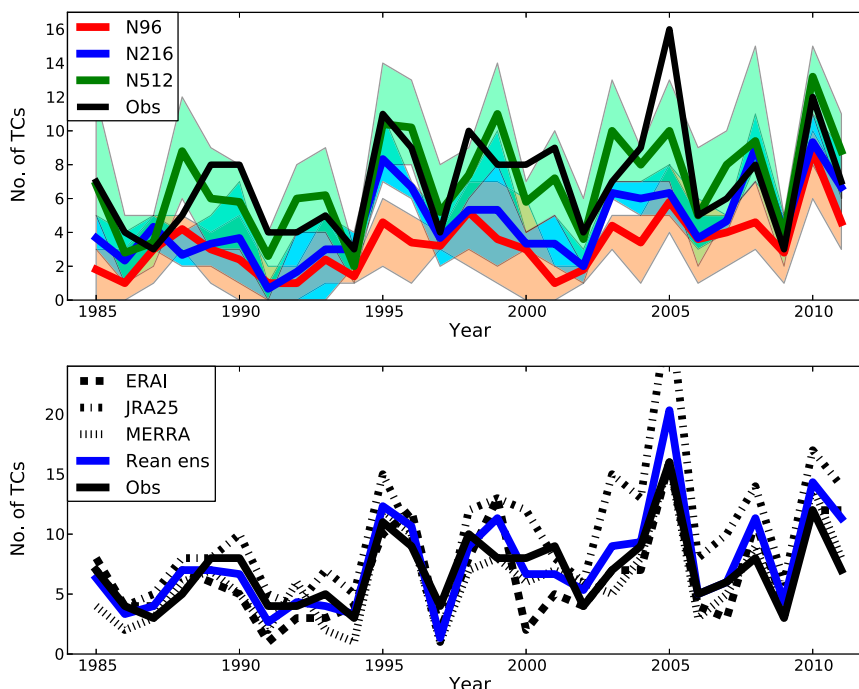 16
14
12
10
8
6
4
2
0
No. of TCs
N96
N216
N512
Obs
1985 1990 1995 2000 2005 2010
Year
20
15
10
5
0
No. of TCs
ERAI
JRA25
MERRA
Rean ens
Obs
1985 1990 1995 2000 2005 2010
Year